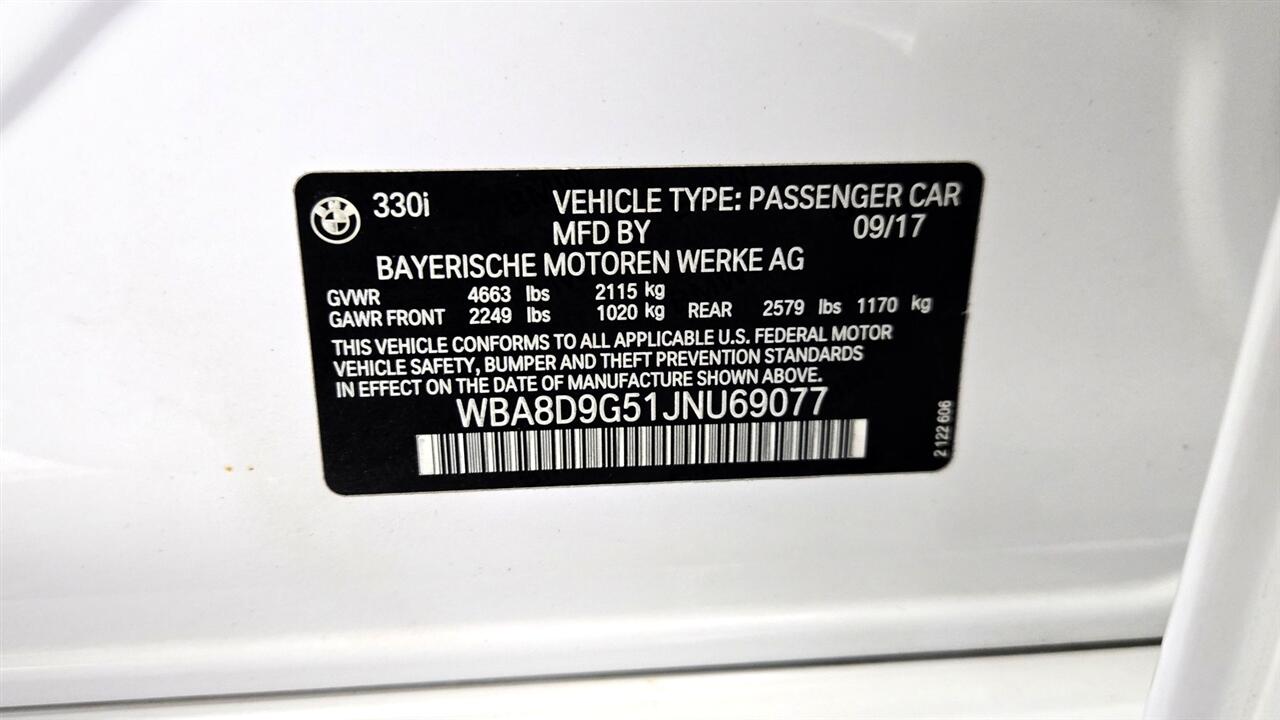 330i VEHICLE TYPE: PASSENGER CAR
MFD BY 09/17
BAYERISCHE MOTOREN WERKE AG
GVWR 4663 lbs 2115 kg
GAWR FRONT 2249 lbs 1020 kg REAR 2579 lbs 1170 kg
THIS VEHICLE CONFORMS TO ALL APPLICABLE U.S. FEDERAL MOTOR
VEHICLE SAFETY, BUMPER AND THEFT PREVENTION STANDARDS
IN EFFECT ON THE DATE OF MANUFACTURE SHOWN ABOVE.
WBA8D9G51JNU69077
2 122 606